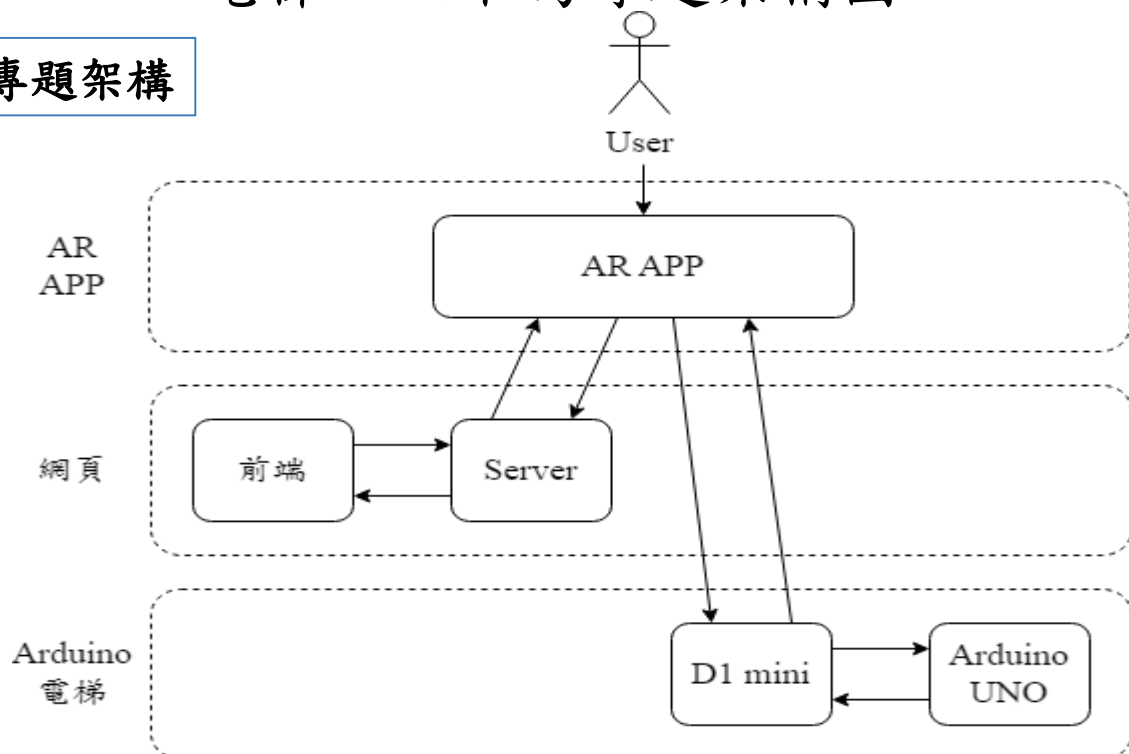 專題架構
User
AR
APP
AR APP
網頁
前端
Server
Arduino
電梯
D1 mini
Arduino
UNO